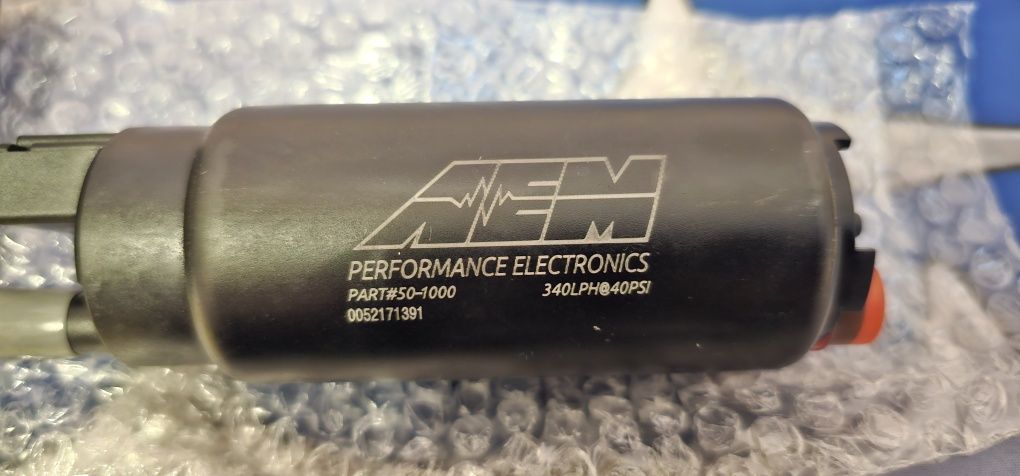 AEM
PERFORMANCE ELECTRONICS
PART#50-1000 340LPH@40PSI
0052171391